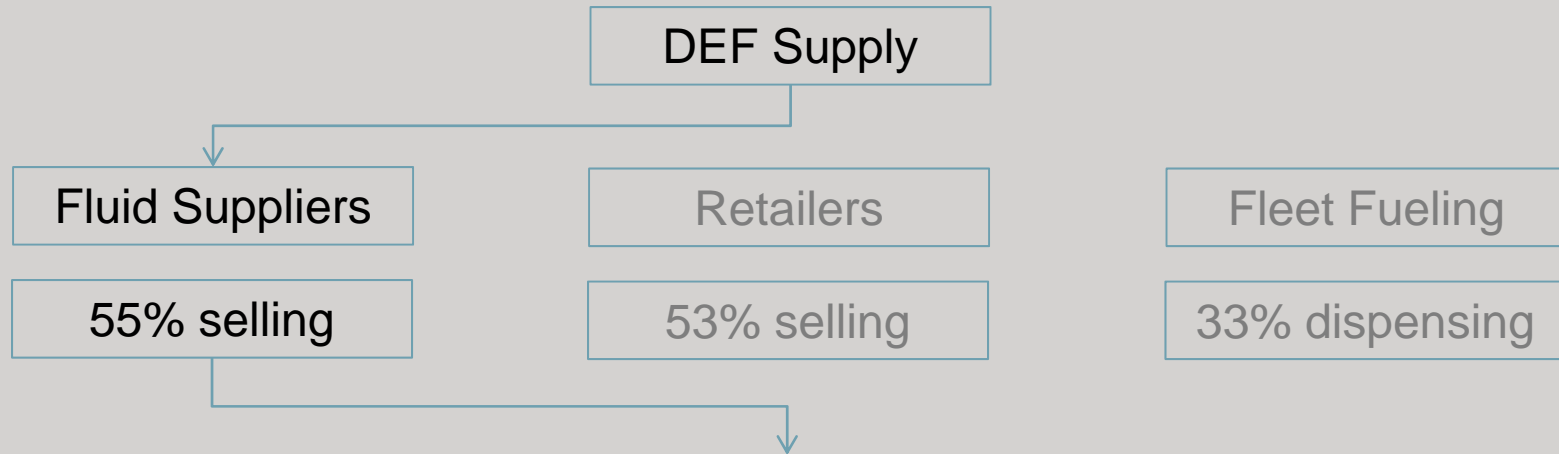 DEF Supply
Fluid Suppliers
Retailers
Fleet Fueling
55% selling
53% selling
33% dispensing